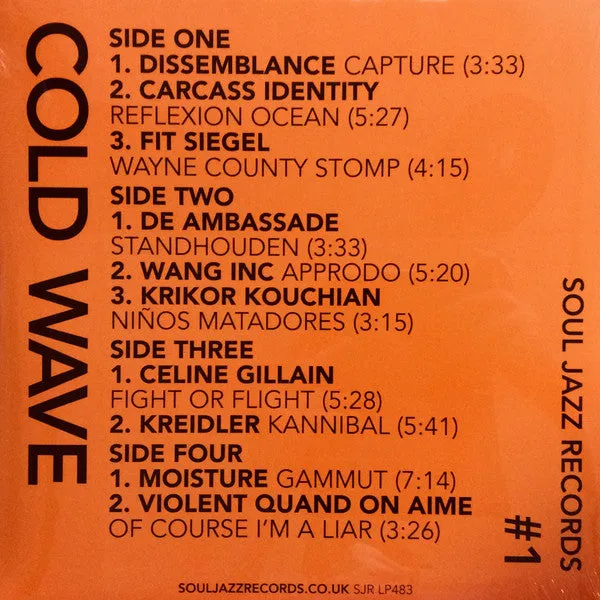 COLD WAVE
SIDE ONE
1. DISSEMBLANCE CAPTURE (3:33)
2. CARCASS IDENTITY
REFLEXION OCEAN (5:27)
3. FIT SIEGEL
WAYNE COUNTY STOMP (4:15)
SIDE TWO
1. DE AMBASSADE
STANDHOUDEN (3:33)
2. WANG INC APPRODO (5:20)
3. KRIKOR KOUCHIAN
NIÑOS MATADORES (3:15)
SIDE THREE
1. CELINE GILLAIN
FIGHT OR FLIGHT (5:28)
2. KREIDLER KANNIBAL (5:41)
SIDE FOUR
1. MOISTURE GAMMUT (7:14)
2. VIOLENT QUAND ON AIME
OF COURSE I'M A LIAR (3:26)
SOUL JAZZ RECORDS
#1
SOULJAZZRECORDS.CO.UK SJR LP483